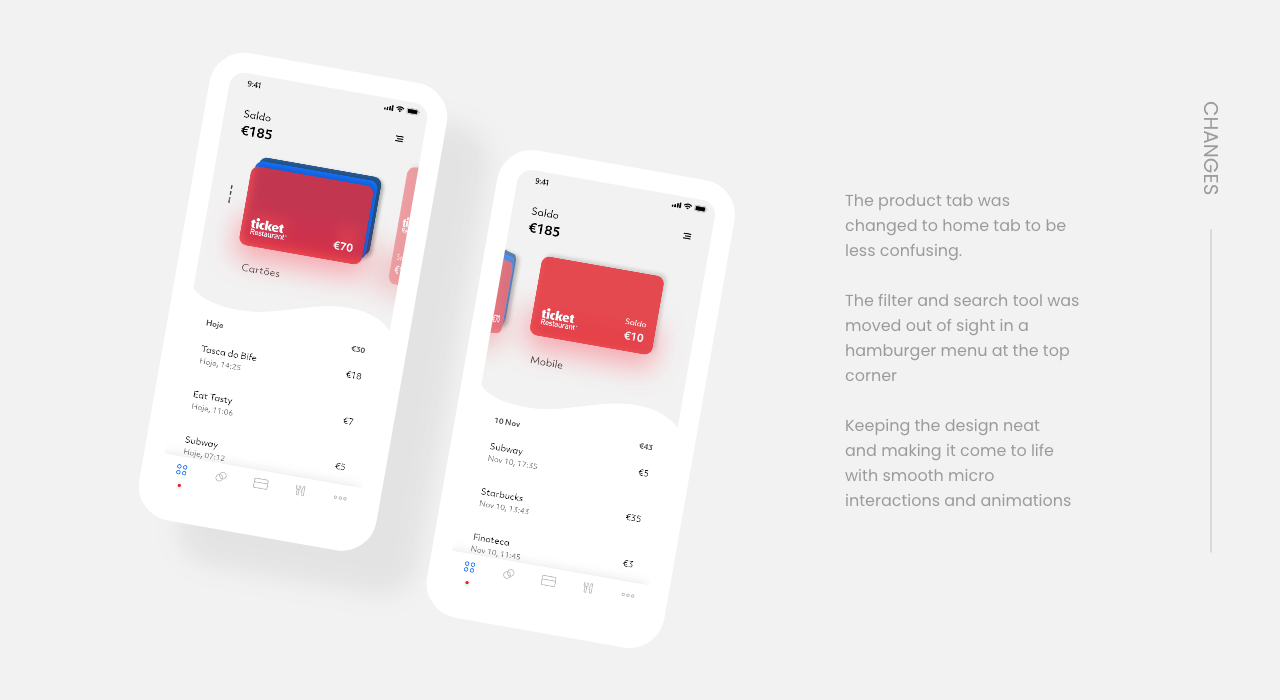 9:41
Saldo
€185
ticket
Restaurant
€70
Cartões
Hoje
€30
Tasca do Bife
Hoje, 14:25
€18
Eat Tasty
Hoje, 11:06
€7
Subway
Hoje, 07:12
€5
9:41
Saldo
€185
€70
ticket
Restaurant
Saldo
€10
Mobile
10 Nov
€43
Subway
Nov 10, 17:35
€5
Starbucks
Nov 10, 13:43
€35
Finoteca
Nov 10, 11:45
€3
The product tab was
changed to home tab to be
less confusing.
The filter and search tool was
moved out of sight in a
hamburger menu at the top
corner
Keeping the design neat
and making it come to life
with smooth micro
interactions and animations
CHANGES